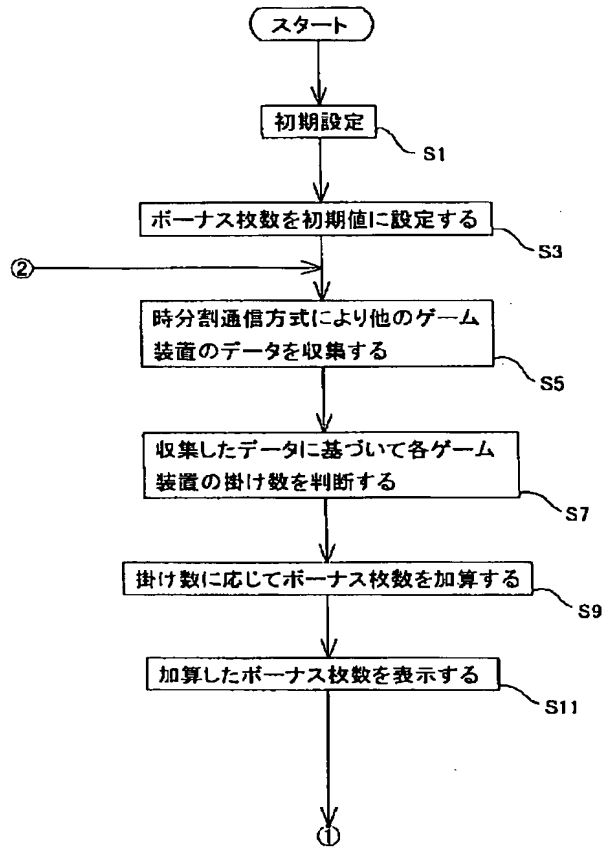 スタート
初期設定
S1
ボーナス枚数を初期値に設定する
S3
②
時分割通信方式により他のゲーム
装置のデータを収集する
S5
収集したデータに基づいて各ゲーム
装置の掛け数を判断する
S7
掛け数に応じてボーナス枚数を加算する
S9
加算したボーナス枚数を表示する
S11
①